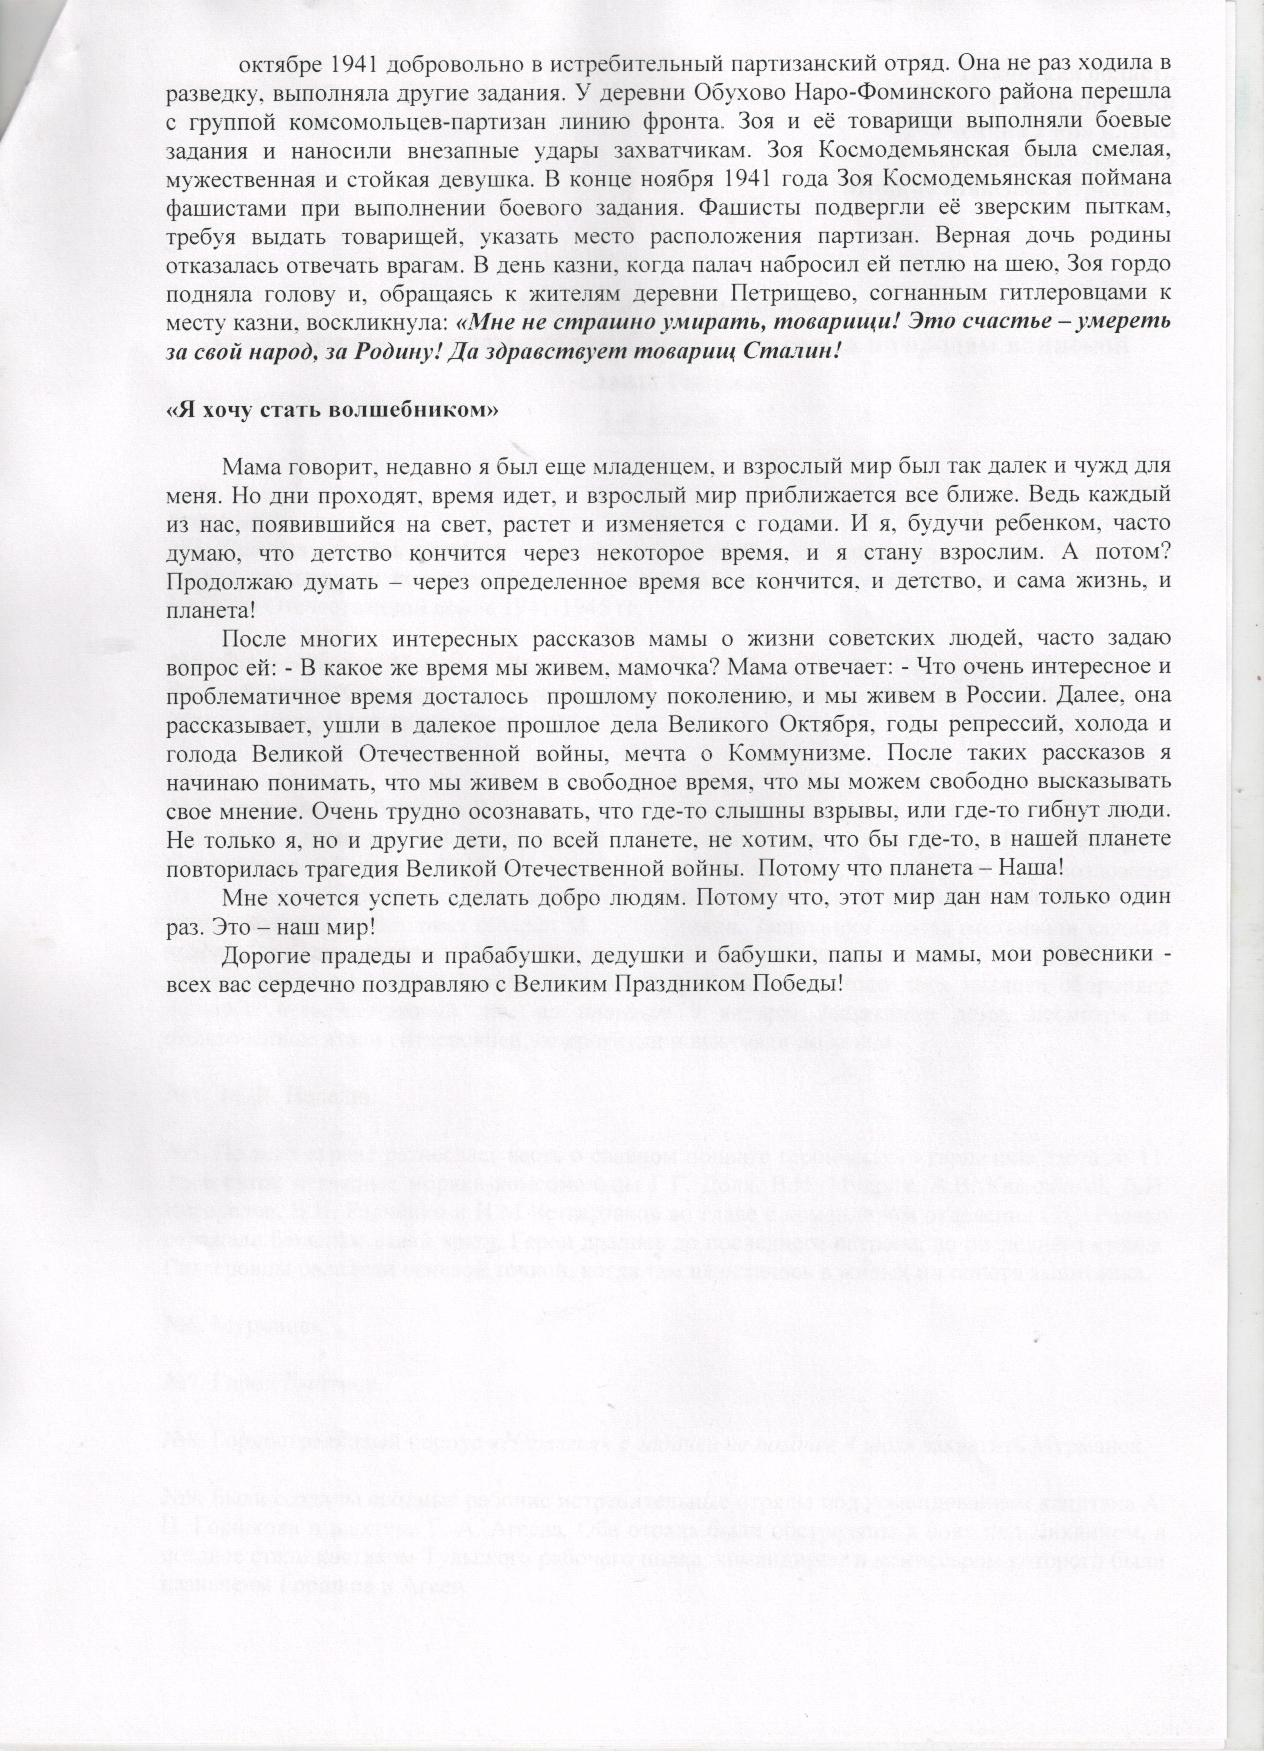 октябре 1941 добровольно в истребительный партизанский отряд. Она не раз ходила в
разведку, выполняла другие задания. У деревни Обухово Наро-Фоминского района перешла
с группой комсомольцев-партизан линию фронта. Зоя и её товарищи выполняли боевые
задания и наносили внезапные удары захватчикам. Зоя Космодемьянская была смелая,
мужественная и стойкая девушка. В конце ноября 1941 года Зоя Космодемьянская поймана
фашистами при выполнении боевого задания. Фашисты подвергли её зверским пыткам,
требуя выдать товарищей, указать место расположения партизан. Верная дочь родины
отказалась отвечать врагам. В день казни, когда палач набросил ей петлю на шею, Зоя гордо
подняла голову и, обращаясь к жителям деревни Петрищево, согнанным гитлеровцами к
месту казни, воскликнула: «Мне не страшно умирать, товарищи! Это счастье – умереть
за свой народ, за Родину! Да здравствует товарищ Сталин!
«Я хочу стать волшебником»
Мама говорит, недавно я был еще младенцем, и взрослый мир был так далек и чужд для
меня. Но дни проходят, время идет, и взрослый мир приближается все ближе. Ведь каждый
из нас, появившийся на свет, растет и изменяется с годами. И я, будучи ребенком, часто
думаю, что детство кончится через некоторое время, и я стану взрослим. А потом?
Продолжаю думать – через определенное время все кончится, и детство, и сама жизнь, и
планета!
После многих интересных рассказов мамы о жизни советских людей, часто задаю
вопрос ей: - В какое же время мы живем, мамочка? Мама отвечает: - Что очень интересное и
проблематичное время досталось прошлому поколению, и мы живем в России. Далее, она
рассказывает, ушли в далекое прошлое дела Великого Октября, годы репрессий, холода и
голода Великой Отечественной войны, мечта о Коммунизме. После таких рассказов я
начинаю понимать, что мы живем в свободное время, что мы можем свободно высказывать
свое мнение. Очень трудно осознавать, что где-то слышны взрывы, или где-то гибнут люди.
Не только я, но и другие дети, по всей планете, не хотим, что бы где-то, в нашей планете
повторилась трагедия Великой Отечественной войны. Потому что планета – Наша!
Мне хочется успеть сделать добро людям. Потому что, этот мир дан нам только один
раз. Это – наш мир!
Дорогие прадеды и прабабушки, дедушки и бабушки, папы и мамы, мои ровесники -
всех вас сердечно поздравляю с Великим Праздником Победы!